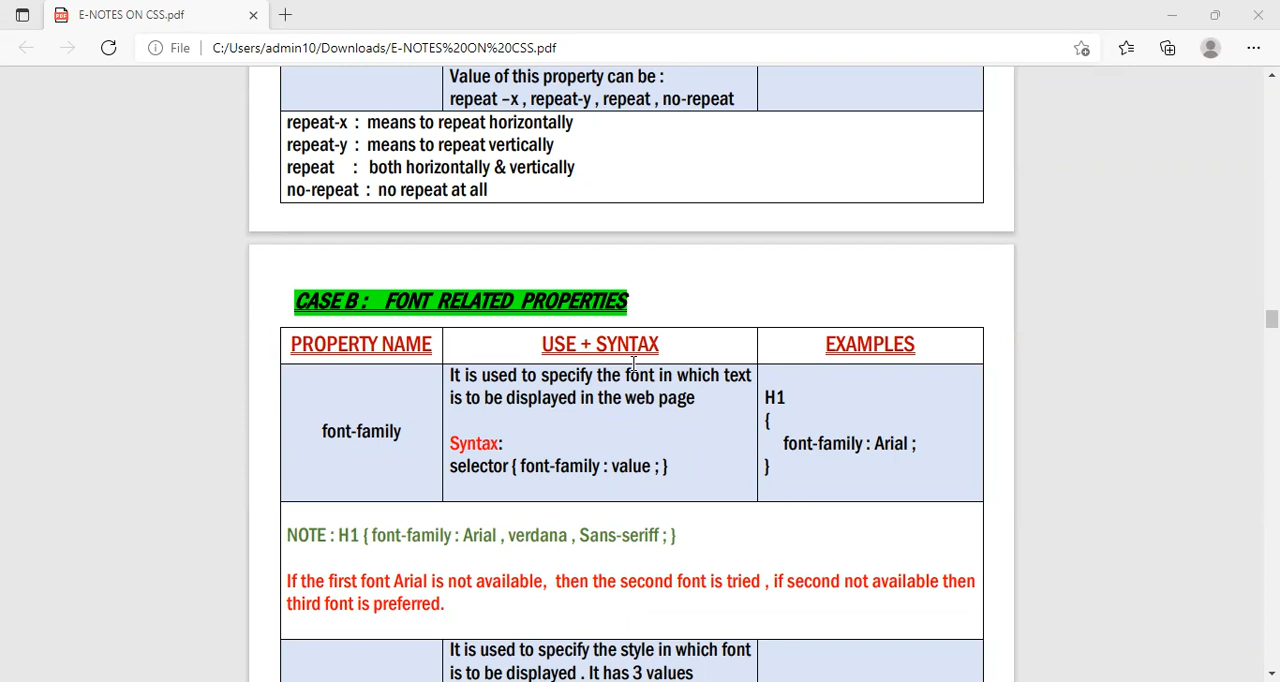 E-NOTES ON CSS.pdf
File
C:/Users/admin10/Downloads/E-NOTES%20ON%20CSS.pdf
Value of this property can be :
repeat –x , repeat-y , repeat , no-repeat
repeat-x : means to repeat horizontally
repeat-y : means to repeat vertically
repeat : both horizontally & vertically
no-repeat : no repeat at all
CASE B : FONT RELATED PROPERTIES
PROPERTY NAME
USE + SYNTAX
EXAMPLES
font-family
It is used to specify the font in which text
is to be displayed in the web page
Syntax:
selector { font-family : value ; }
H1
{
font-family : Arial ;
}
NOTE : H1 { font-family : Arial , verdana , Sans-seriff ; }
If the first font Arial is not available, then the second font is tried , if second not available then
third font is preferred.
It is used to specify the style in which font
is to be displayed . It has 3 values